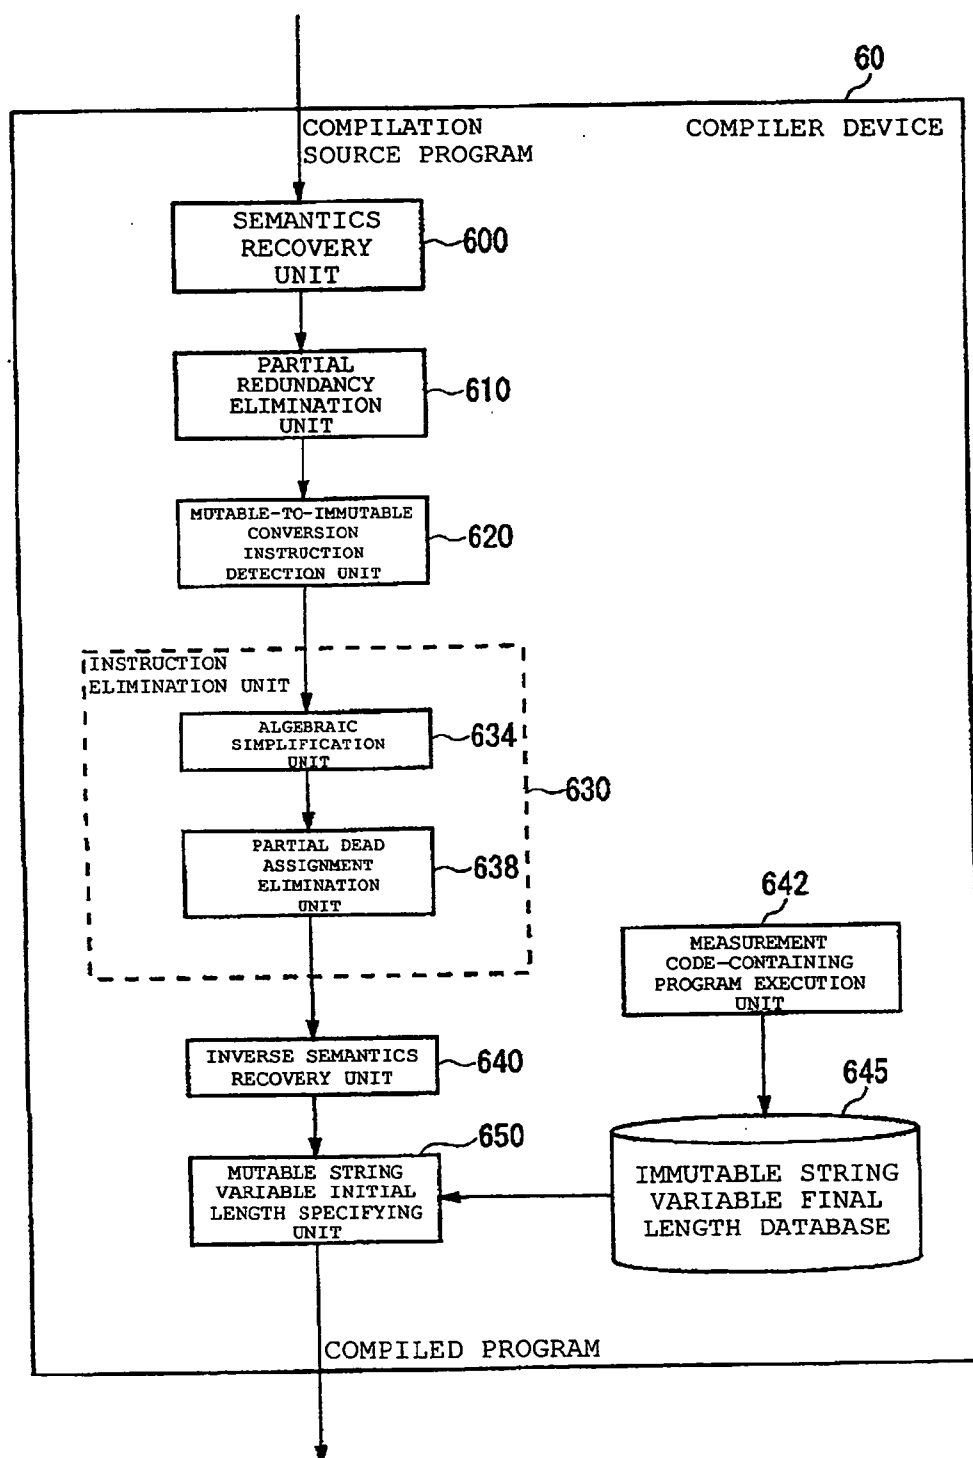 60
COMPILATION
SOURCE PROGRAM
COMPILER DEVICE
SEMANTICS
RECOVERY
UNIT
600
PARTIAL
REDUNDANCY
ELIMINATION
UNIT
610
MUTABLE-TO-IMMUTABLE
CONVERSION
INSTRUCTION
DETECTION UNIT
620
INSTRUCTION
ELIMINATION UNIT
ALGEBRAIC
SIMPLIFICATION
UNIT
634
630
PARTIAL DEAD
ASSIGNMENT
ELIMINATION
UNIT
638
642
MEASUREMENT
CODE-CONTAINING
PROGRAM EXECUTION
UNIT
INVERSE SEMANTICS
RECOVERY UNIT
640
645
650
MUTABLE STRING
VARIABLE INITIAL
LENGTH SPECIFYING
UNIT
IMMUTABLE STRING
VARIABLE FINAL
LENGTH DATABASE
COMPILED PROGRAM